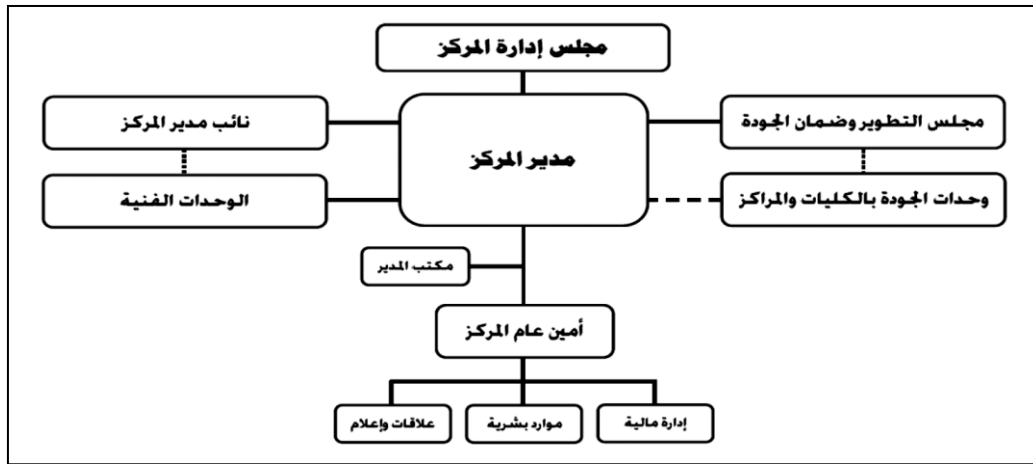 مجلس إدارة المركز
مجلس التطوير وضمان الجودة
نائب مدير المركز
مدير المركز
وحدات الجودة بالكليات والمراكز
الوحدات الفنية
مكتب المدير
أمين عام المركز
إدارة مالية
موارد بشرية
علاقات وإعلام